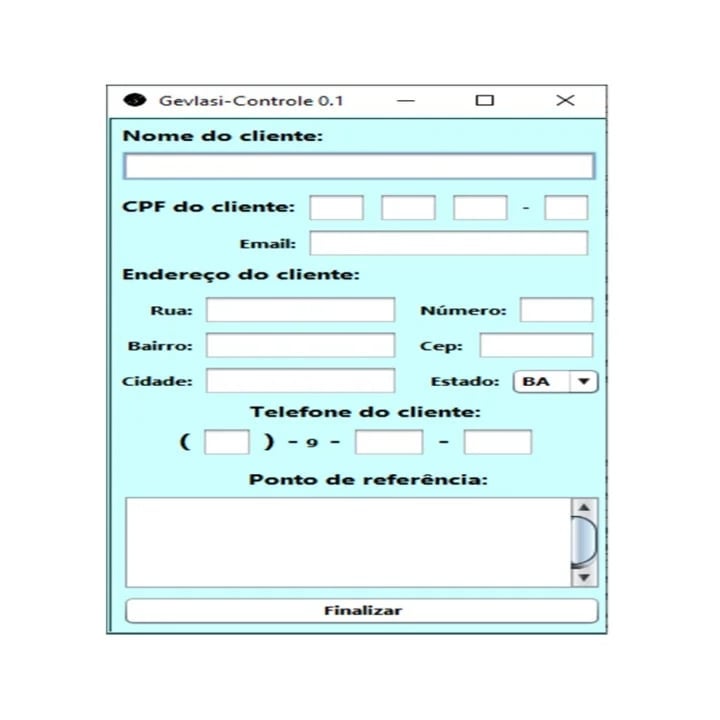 Gevlasi-Controle 0.1
Nome do cliente:
CPF do cliente: -
Email:
Endereço do cliente:
Rua: Número:
Bairro: Cep:
Cidade: Estado: BA
Telefone do cliente:
( ) - 9 - -
Ponto de referência:
Finalizar